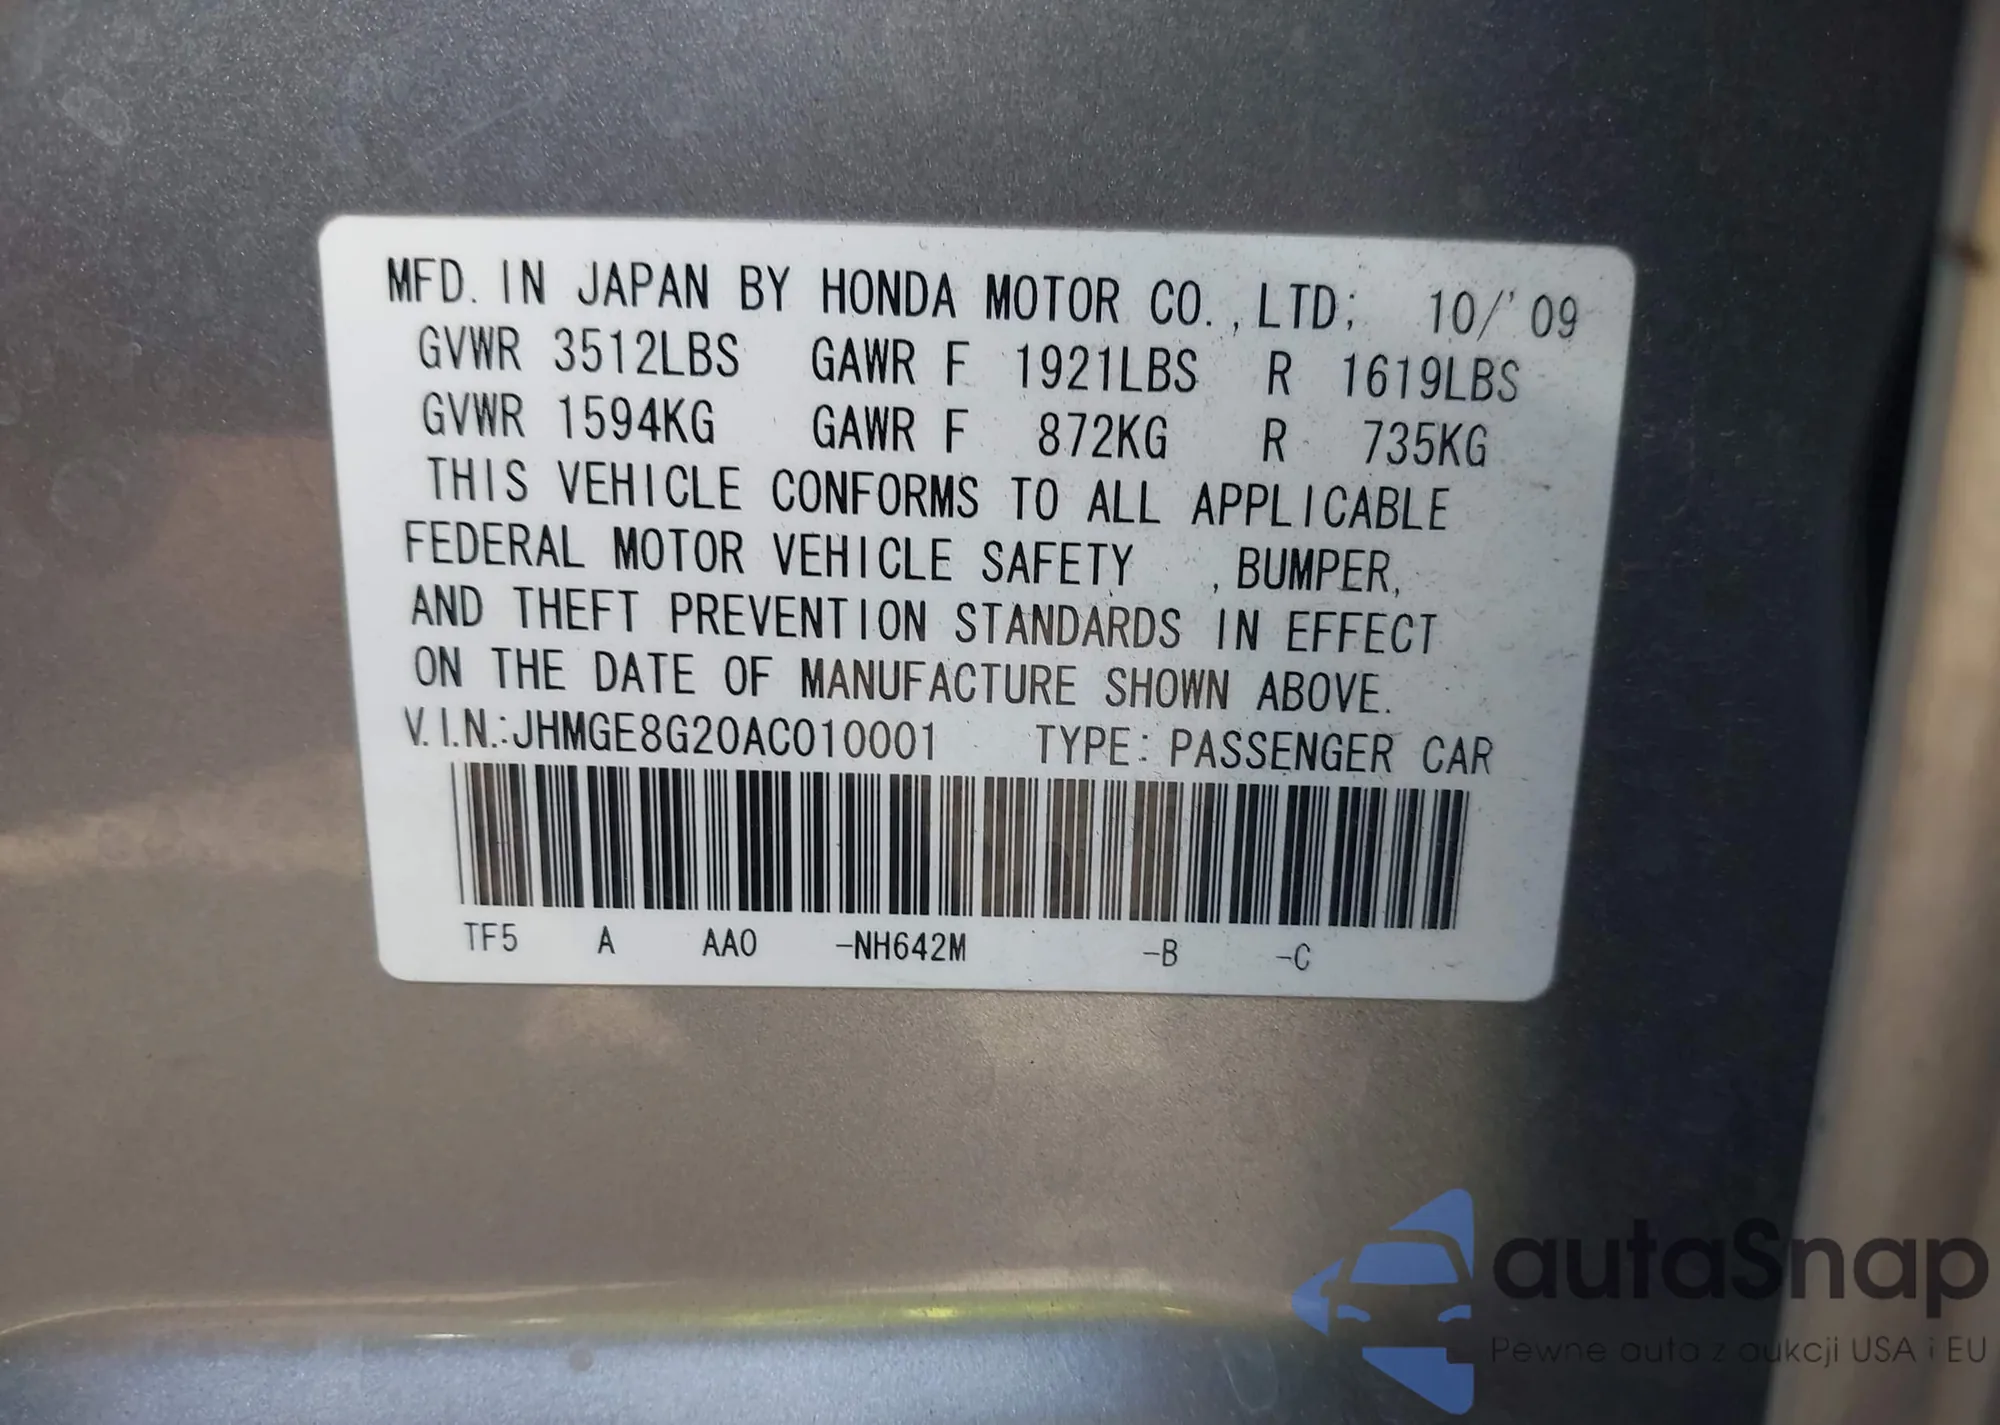 MFD. IN JAPAN BY HONDA MOTOR CO.,LTD; 10/'09
GVWR 3512LBS GAWR F 1921LBS R 1619LBS
GVWR 1594KG GAWR F 872KG R 735KG
THIS VEHICLE CONFORMS TO ALL APPLICABLE
FEDERAL MOTOR VEHICLE SAFETY ,BUMPER,
AND THEFT PREVENTION STANDARDS IN EFFECT
ON THE DATE OF MANUFACTURE SHOWN ABOVE.
V.I.N.:JHMGE8G20AC010001 TYPE: PASSENGER CAR
TF5 A AA0 -NH642M -B -C
autaSnap
Pewne auta z aukcji USA i EU